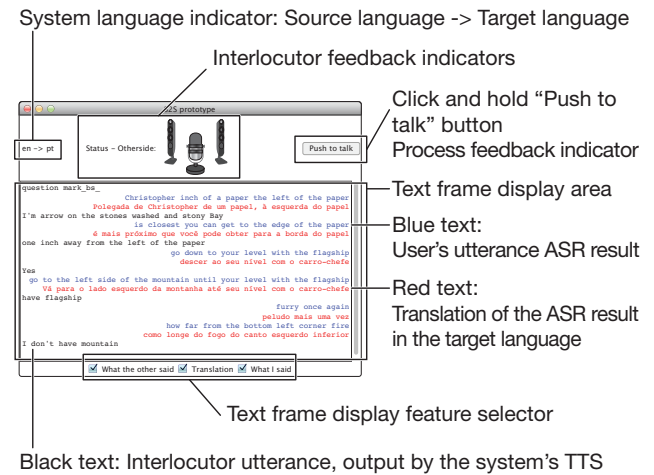 System language indicator: Source language -> Target language
Interlocutor feedback indicators
S2S prototype
en -> pt
Status - Otherside:
Push to talk
Click and hold “Push to
talk” button
Process feedback indicator
question mark_bs_
Christopher inch of a paper the left of the paper
Polegada de Christopher de um papel, à esquerda do papel
I'm arrow on the stones washed and stony Bay
is closest you can get to the edge of the paper
é mais próximo que você pode obter para a borda do papel
one inch away from the left of the paper
go down to your level with the flagship
descer ao seu nível com o carro-chefe
Yes
go to the left side of the mountain until your level with the flagship
Vá para o lado esquerdo da montanha até seu nível com o carro-chefe
have flagship
furry once again
peludo mais uma vez
how far from the bottom left corner fire
como longe do fogo do canto esquerdo inferior
I don't have mountain
Text frame display area
Blue text:
User’s utterance ASR result
Red text:
Translation of the ASR result
in the target language
What the other said
Translation
What I said
Text frame display feature selector
Black text: Interlocutor utterance, output by the system’s TTS